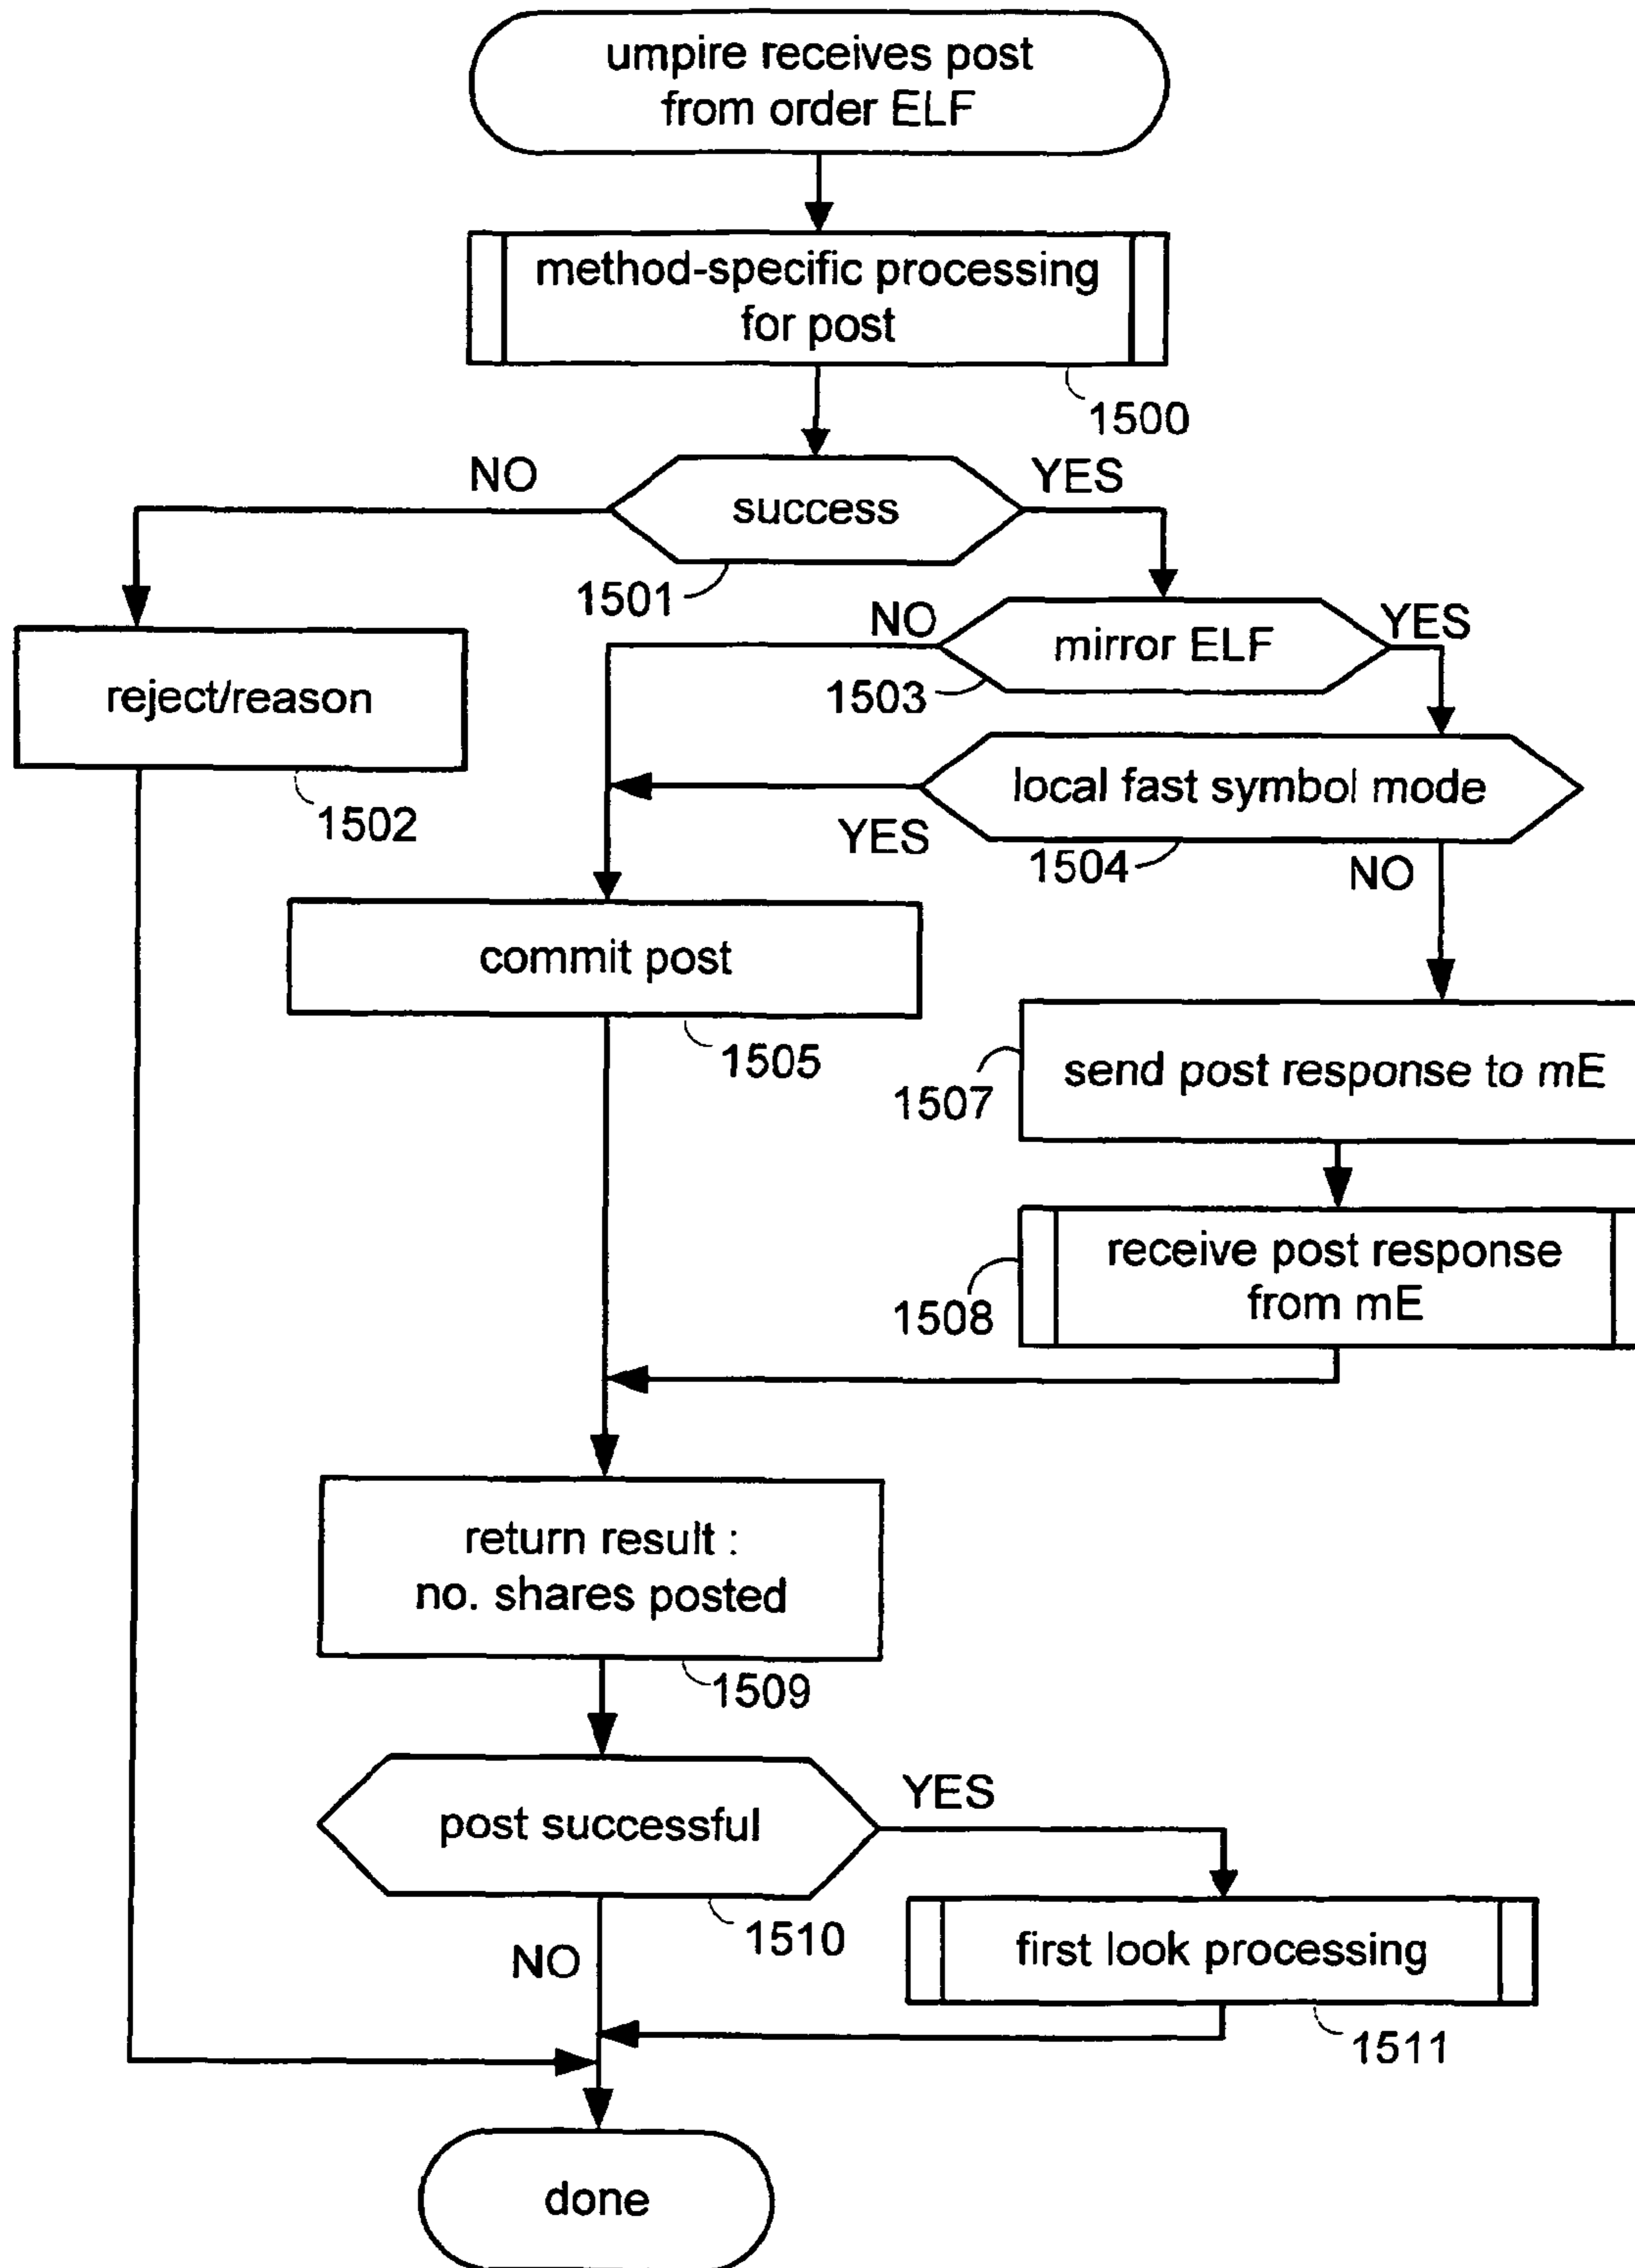 umpire receives post
from order ELF
method-specific processing
for post
1500
NO
YES
success
1501
NO
YES
mirror ELF
1503
reject/reason
1502
local fast symbol mode
YES
1504
NO
commit post
1505
send post response to mE
1507
receive post response
from mE
1508
return result :
no. shares posted
1509
post successful
YES
1510
NO
first look processing
1511
done